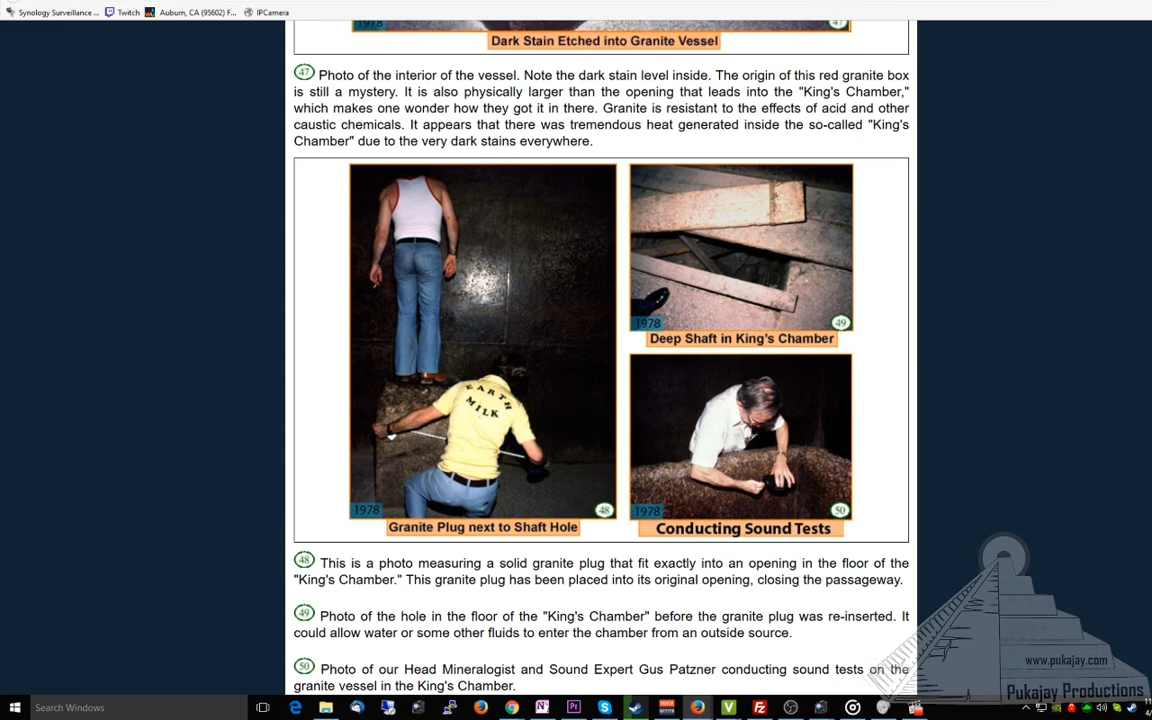 Synology Surveillance ...
Twitch
Auburn, CA (95602) F...
IPCamera
1978
47
Dark Stain Etched into Granite Vessel
47 Photo of the interior of the vessel. Note the dark stain level inside. The origin of this red granite box
is still a mystery. It is also physically larger than the opening that leads into the "King's Chamber,"
which makes one wonder how they got it in there. Granite is resistant to the effects of acid and other
caustic chemicals. It appears that there was tremendous heat generated inside the so-called "King's
Chamber" due to the very dark stains everywhere.
EARTH
MILK
1978
48
Granite Plug next to Shaft Hole
1978
49
Deep Shaft in King's Chamber
1978
50
Conducting Sound Tests
48 This is a photo measuring a solid granite plug that fit exactly into an opening in the floor of the
"King's Chamber." This granite plug has been placed into its original opening, closing the passageway.
49 Photo of the hole in the floor of the "King's Chamber" before the granite plug was re-inserted. It
could allow water or some other fluids to enter the chamber from an outside source.
50 Photo of our Head Mineralogist and Sound Expert Gus Patzner conducting sound tests on the
granite vessel in the King's Chamber.
www.pukajay.com
Pukajay Productions
Search Windows